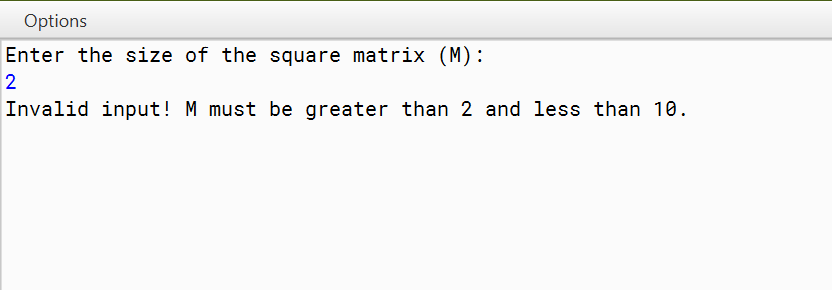 Options
Enter the size of the square matrix (M):
2
Invalid input! M must be greater than 2 and less than 10.